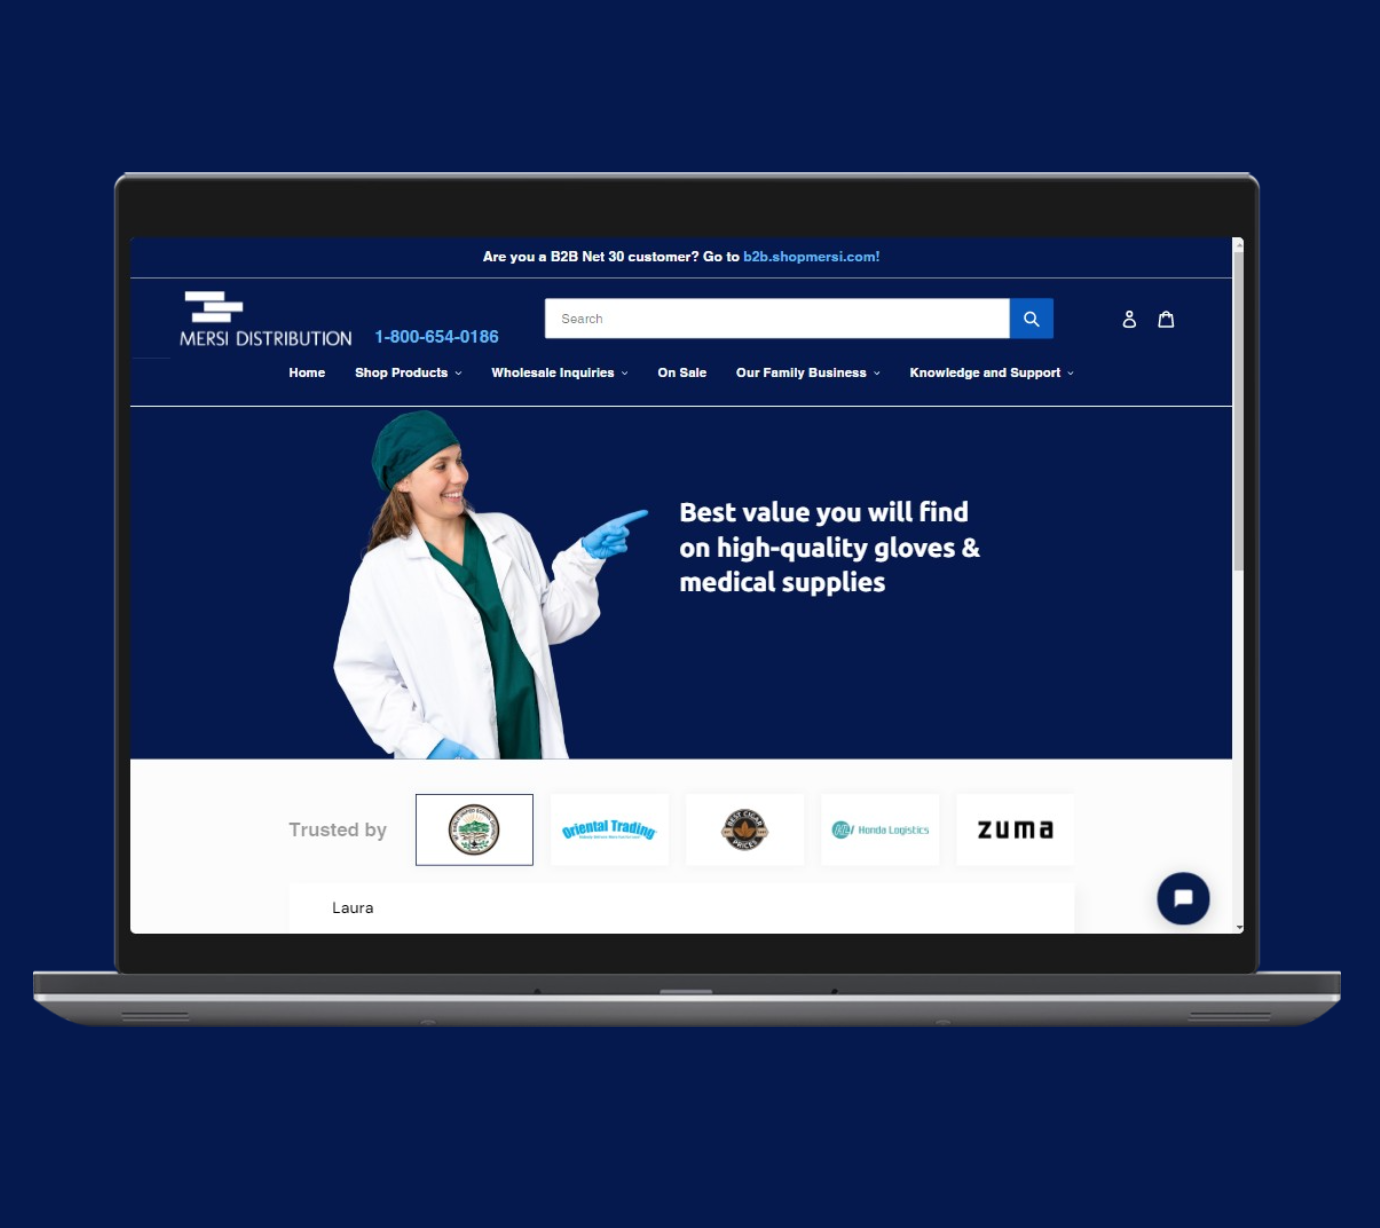 Are you a B2B Net 30 customer? Go to b2b.shopmersi.com!
MERSI DISTRIBUTION
1-800-654-0186
Search
Home
Shop Products
Wholesale Inquiries
On Sale
Our Family Business
Knowledge and Support
Best value you will find
on high-quality gloves &
medical supplies
Trusted by
Oriental Trading
BEST CIGAR
PRICES
Honda Logistics
zuma
Laura